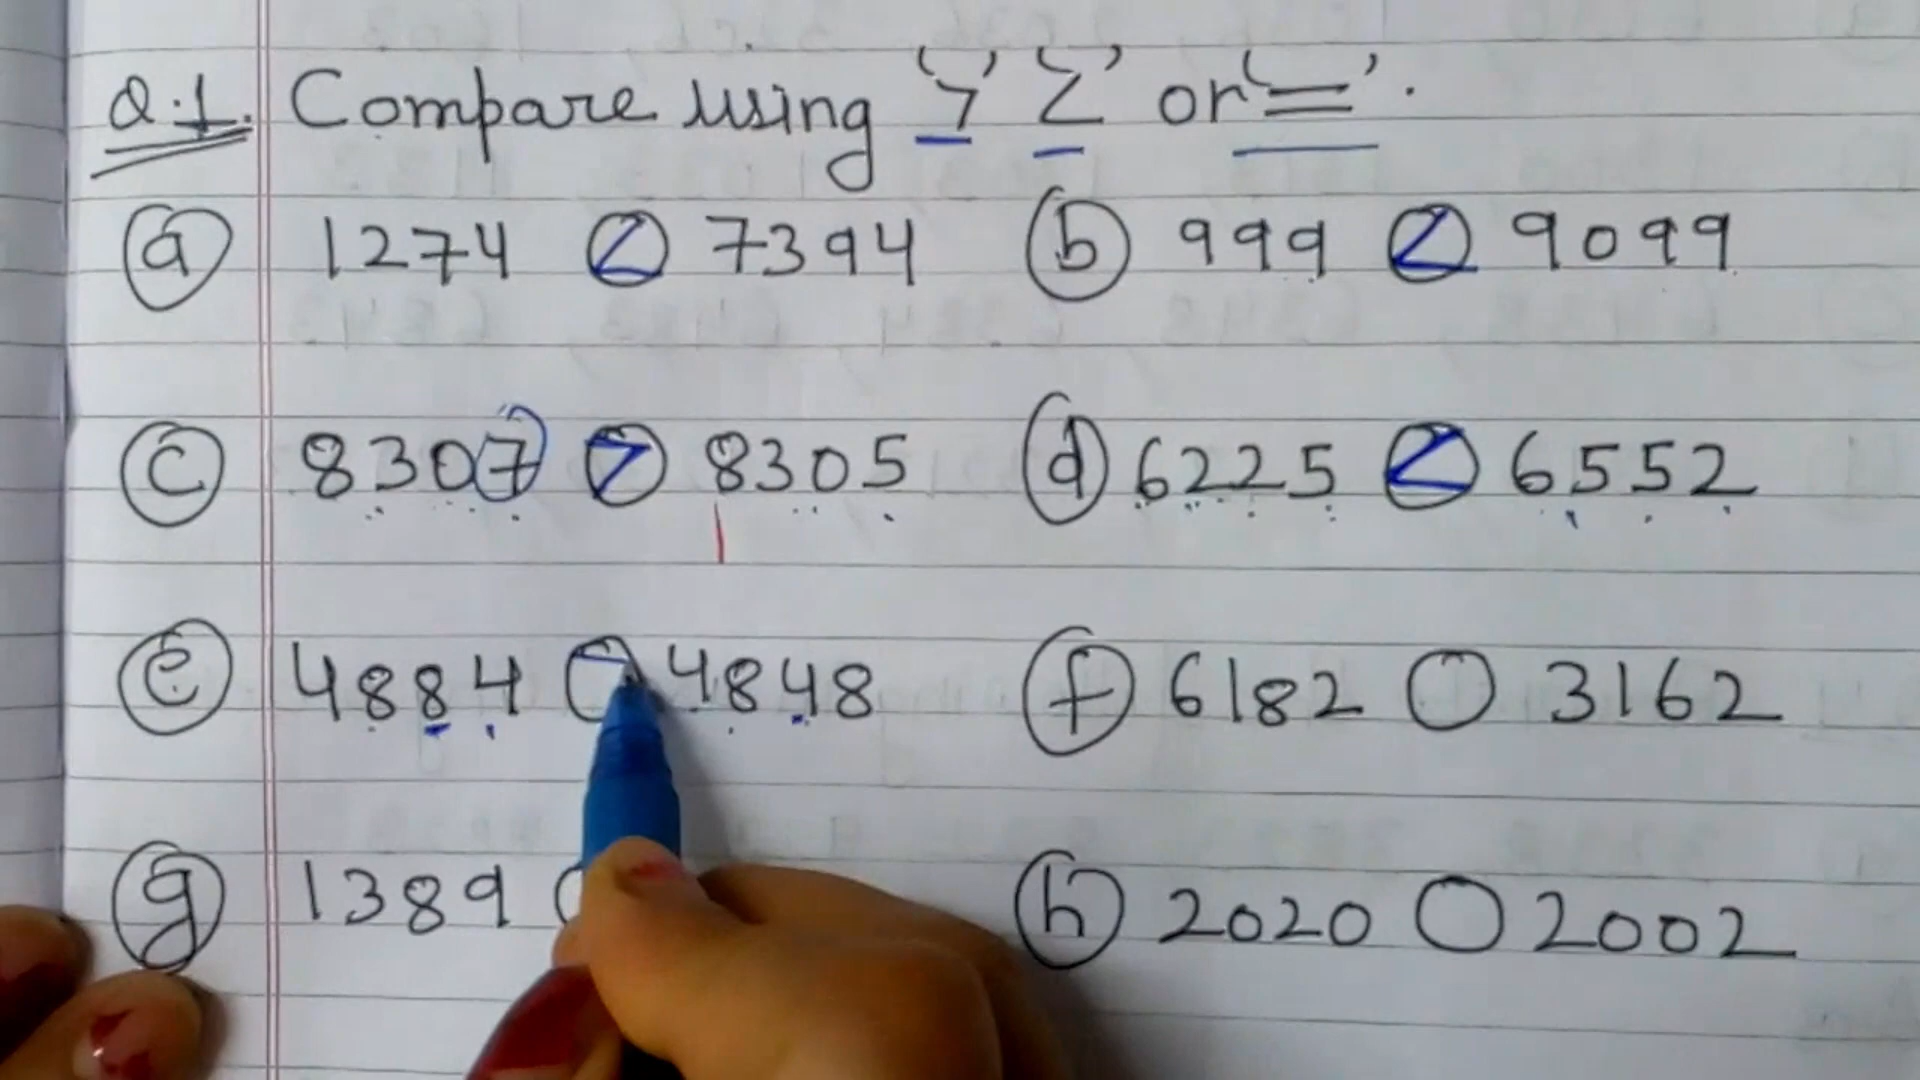 Q.1. Compare using '>' '<' or '='.
(a) 1274 < 7394 (b) 999 < 9099
(c) 8307 > 8305 (d) 6225 < 6552
(e) 4884 4848 (f) 6182 3162
(g) 1389 (h) 2020 2002